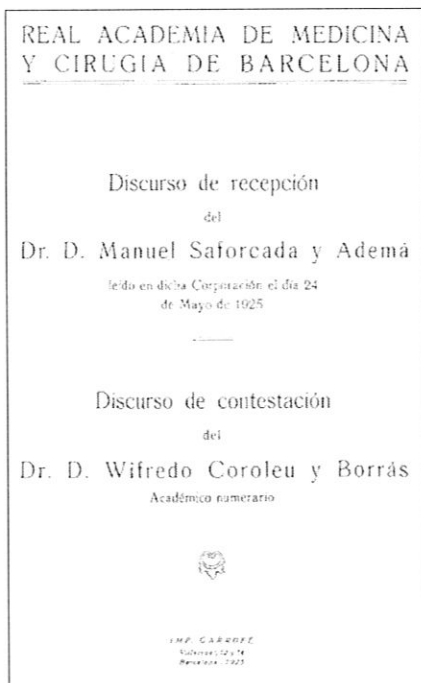 REAL ACADEMIA DE MEDICINA
Y CIRUGIA DE BARCELONA
Discurso de recepción
del
Dr. D. Manuel Saforcada y Ademá
leído en dicha Corporación el día 24
de Mayo de 1925
Discurso de contestación
del
Dr. D. Wifredo Coroleu y Borrás
Académico numerario
IMP. GARROFÉ
12 y 14
Barcelona - 1925